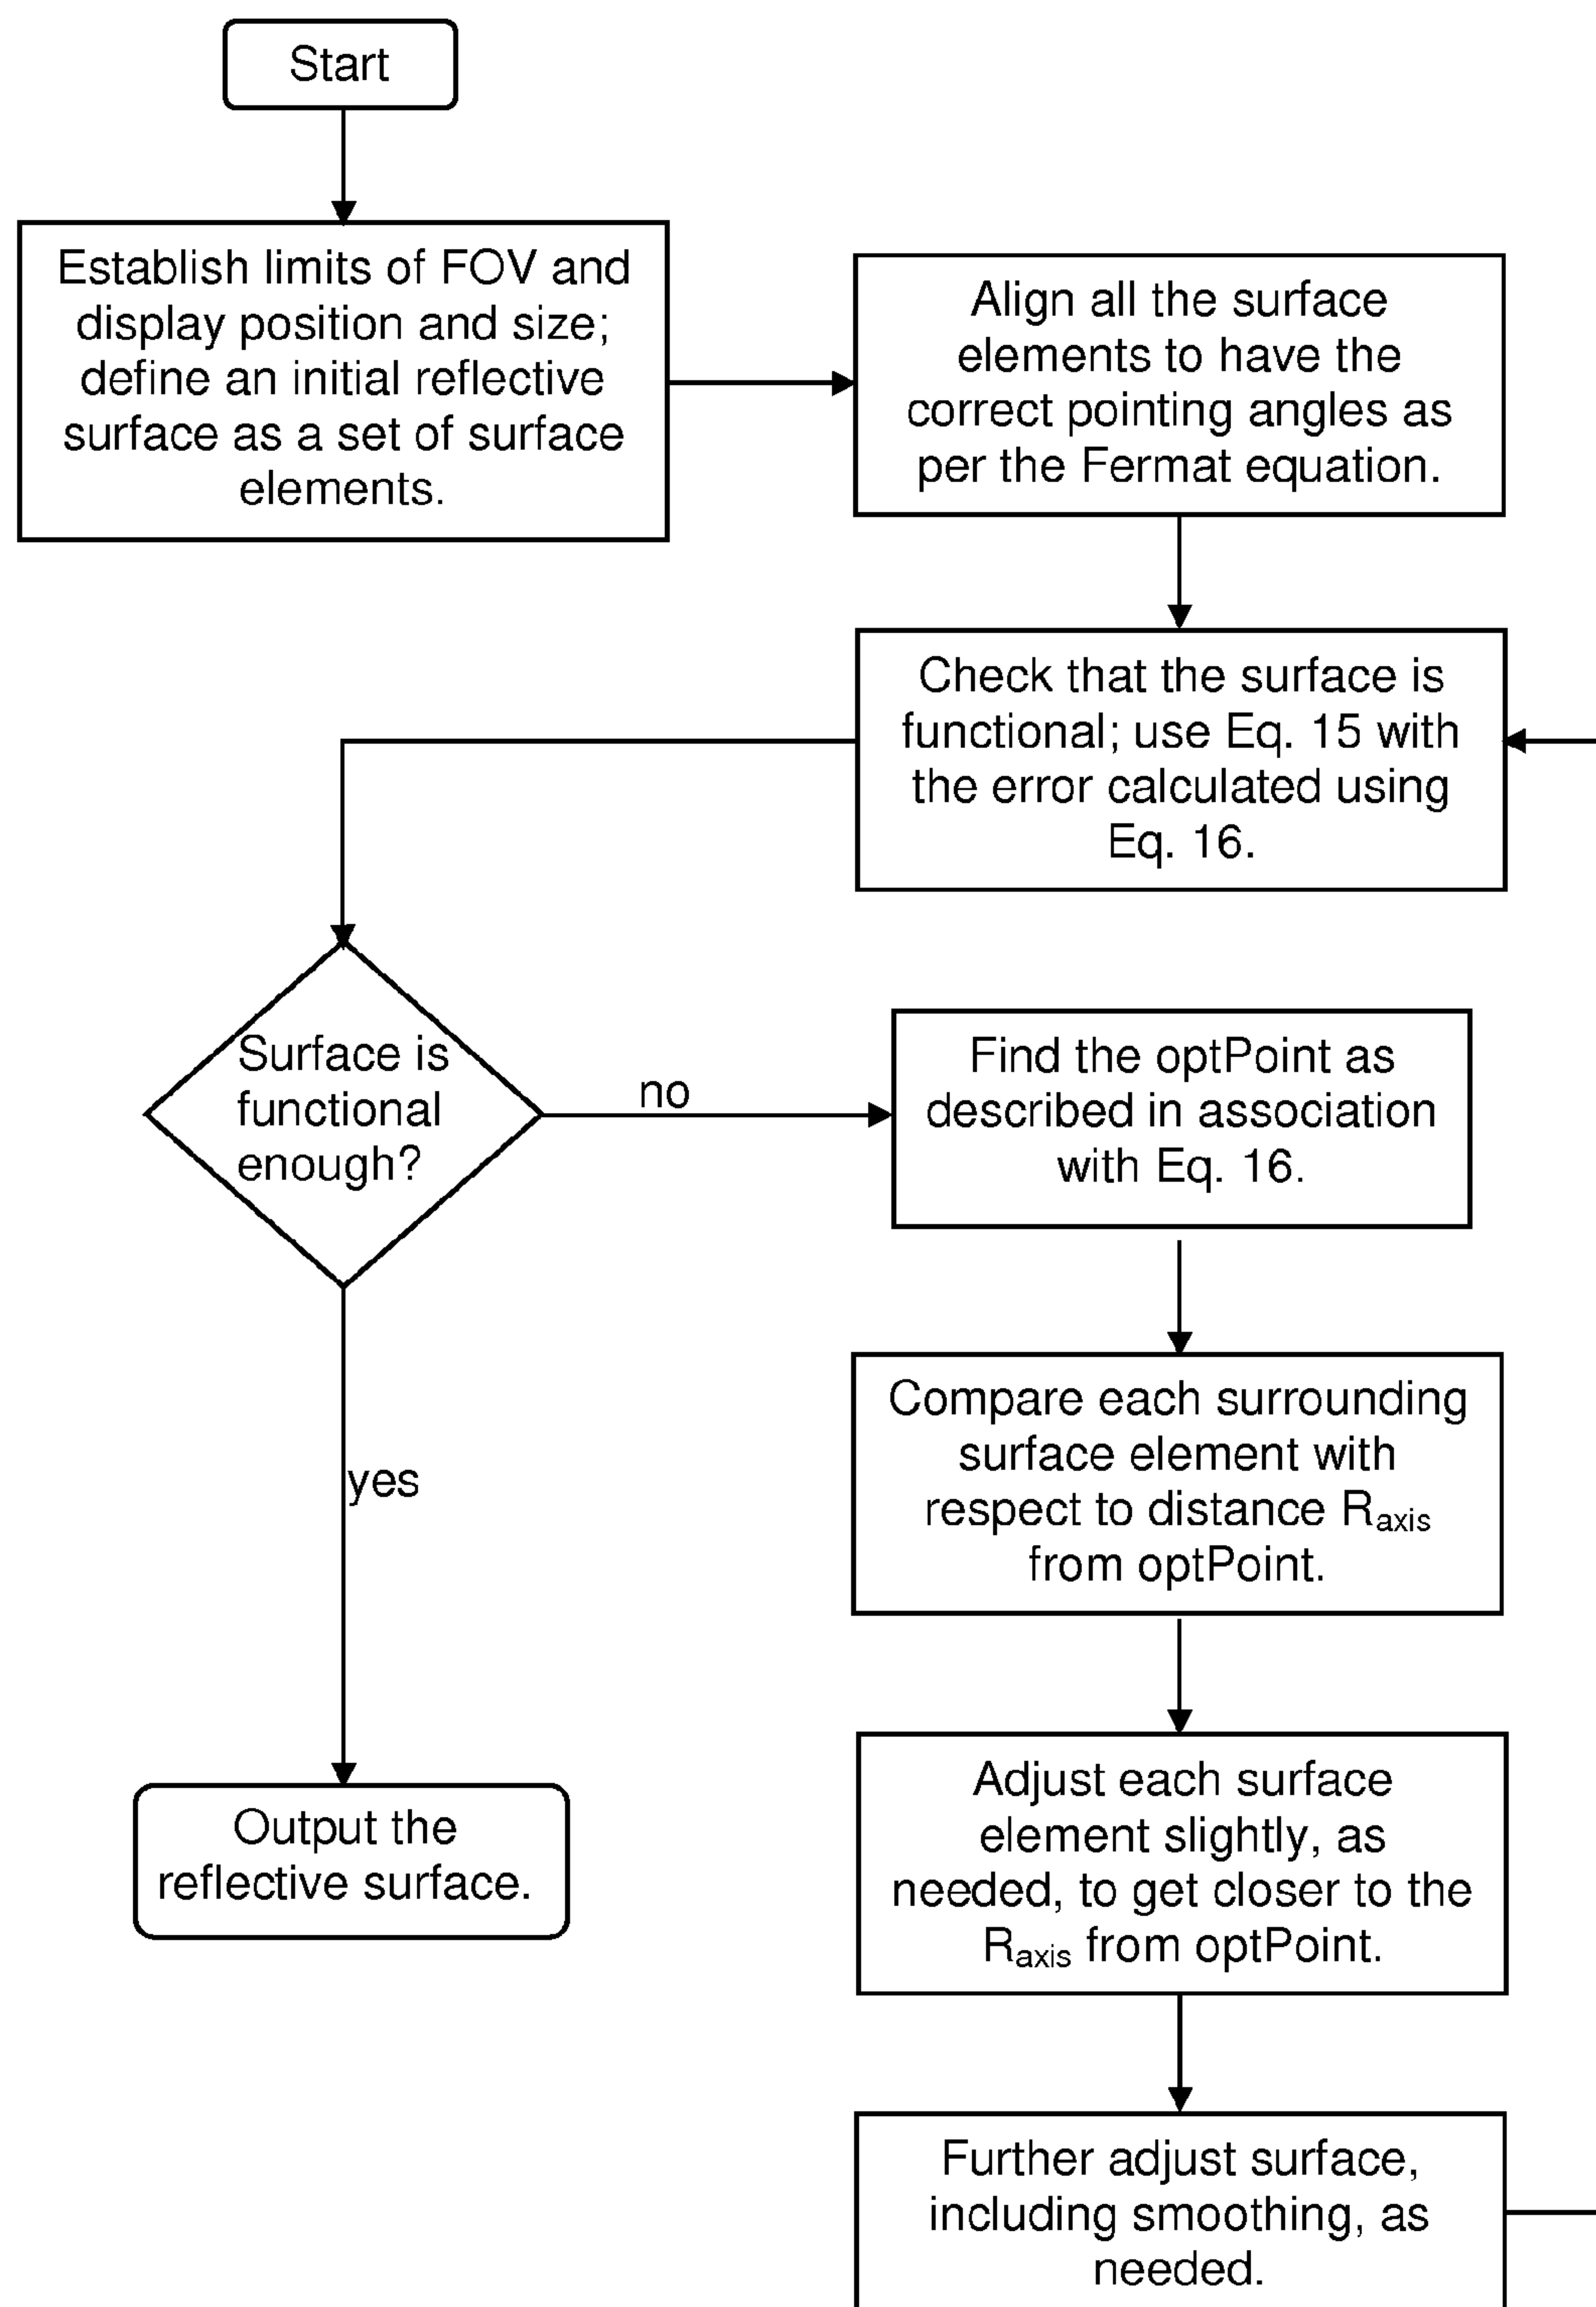 Start
Establish limits of FOV and
display position and size;
define an initial reflective
surface as a set of surface
elements.
Align all the surface
elements to have the
correct pointing angles as
per the Fermat equation.
Check that the surface is
functional; use Eq. 15 with
the error calculated using
Eq. 16.
Surface is
functional
enough?
no
Find the optPoint as
described in association
with Eq. 16.
Compare each surrounding
surface element with
respect to distance Raxis
from optPoint.
yes
Adjust each surface
element slightly, as
needed, to get closer to the
Raxis from optPoint.
Output the
reflective surface.
Further adjust surface,
including smoothing, as
needed.